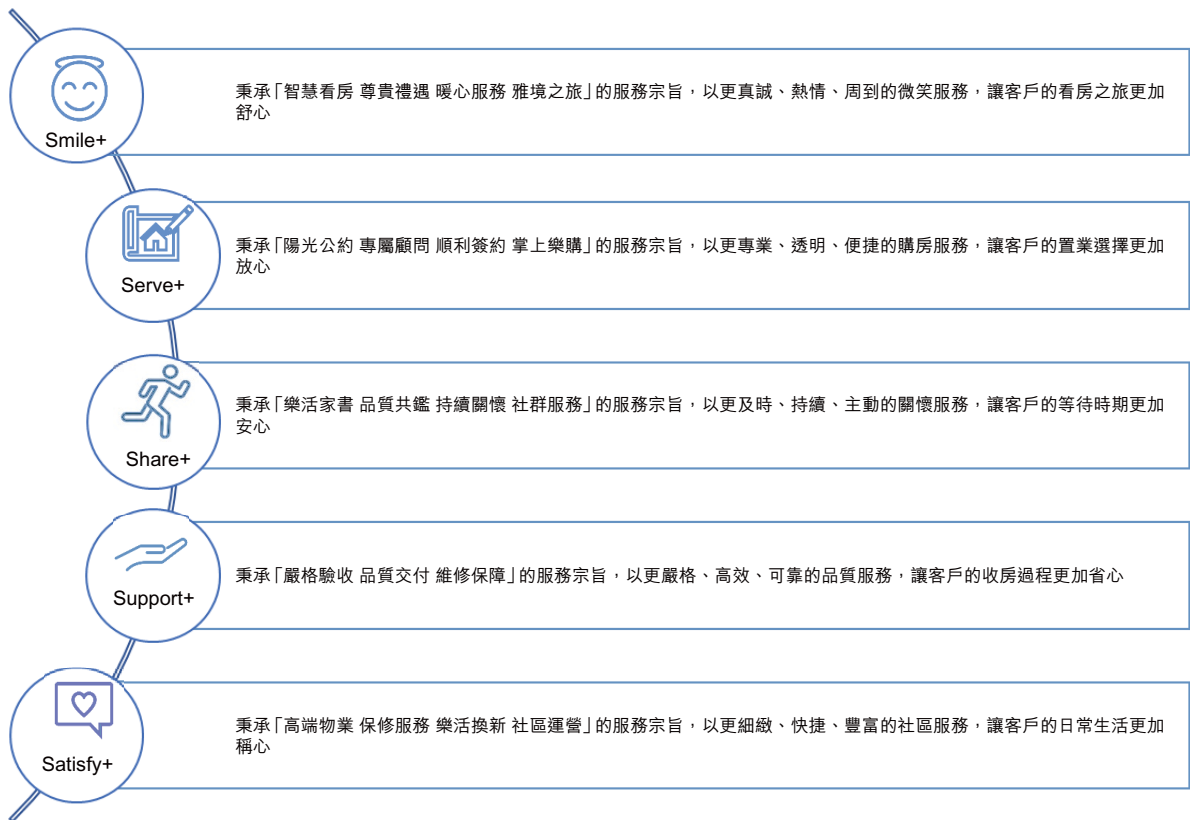 Smile+
秉承「智慧看房 尊貴禮遇 暖心服務 雅境之旅」的服務宗旨，以更真誠、熱情、周到的微笑服務，讓客戶的看房之旅更加
舒心
Serve+
秉承「陽光公約 專屬顧問 順利簽約 掌上樂購」的服務宗旨，以更專業、透明、便捷的購房服務，讓客戶的置業選擇更加
放心
Share+
秉承「樂活家書 品質共鑑 持續關懷 社群服務」的服務宗旨，以更及時、持續、主動的關懷服務，讓客戶的等待時期更加
安心
Support+
秉承「嚴格驗收 品質交付 維修保障」的服務宗旨，以更嚴格、高效、可靠的品質服務，讓客戶的收房過程更加省心
Satisfy+
秉承「高端物業 保修服務 樂活換新 社區運營」的服務宗旨，以更細緻、快捷、豐富的社區服務，讓客戶的日常生活更加
稱心